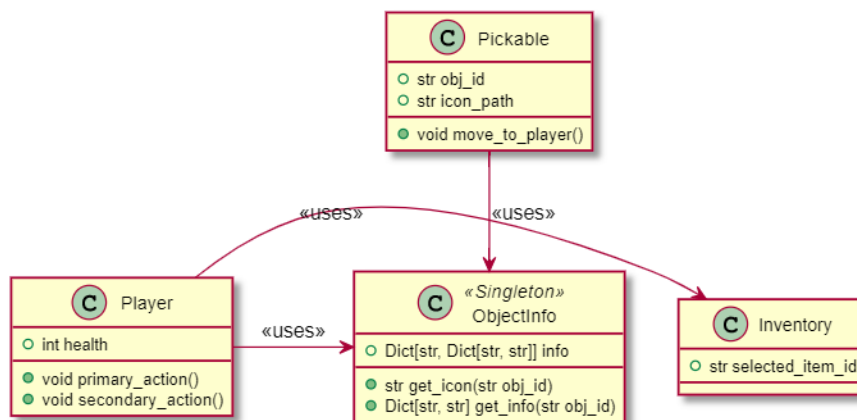 C Pickable
str obj_id
str icon_path
void move_to_player()
«uses»
«uses»
C Player
int health
void primary_action()
void secondary_action()
«uses»
C «Singleton»
ObjectInfo
Dict[str, Dict[str, str]] info
str get_icon(str obj_id)
Dict[str, str] get_info(str obj_id)
C Inventory
str selected_item_id